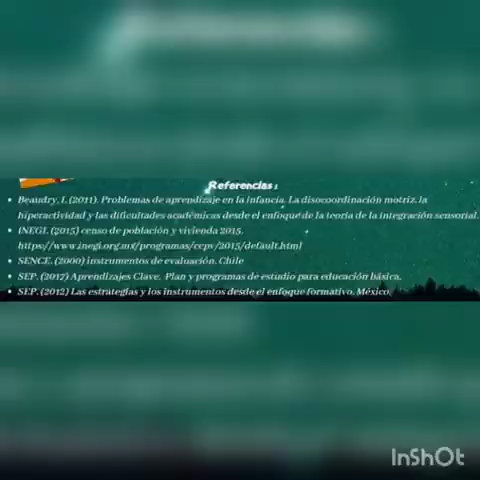 Referencias :
• Beaudry, I. (2011). Problemas de aprendizaje en la infancia. La disocoordinación motriz, la
hiperactividad y las dificultades académicas desde el enfoque de la teoría de la integración sensorial.
• INEGI. (2015) censo de población y vivienda 2015.
https://www.inegi.org.mx/programas/ccpv/2015/default.html
• SENCE. (2000) instrumentos de evaluación. Chile
• SEP. (2017) Aprendizajes Clave. Plan y programas de estudio para educación básica.
• SEP. (2012) Las estrategias y los instrumentos desde el enfoque formativo. México.
InShOt